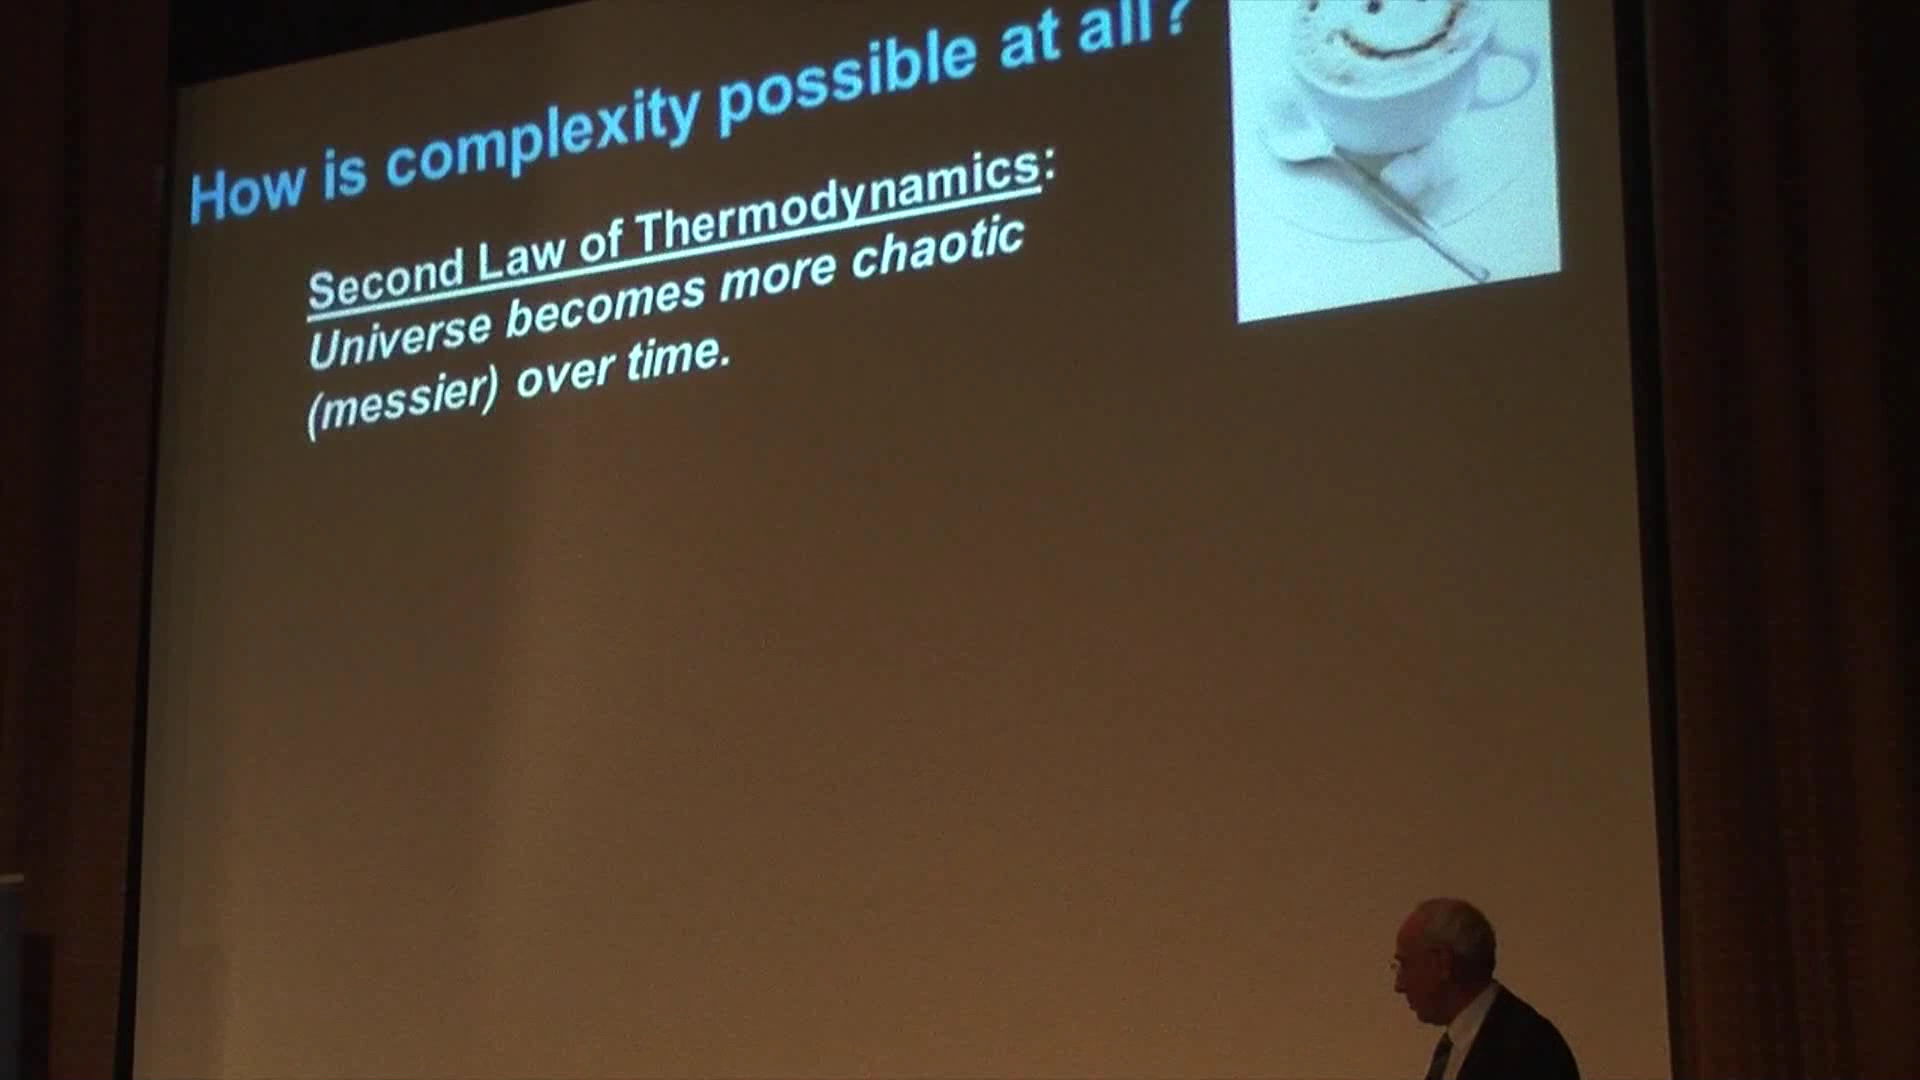 How is complexity possible at all?
Second Law of Thermodynamics:
Universe becomes more chaotic
(messier) over time.